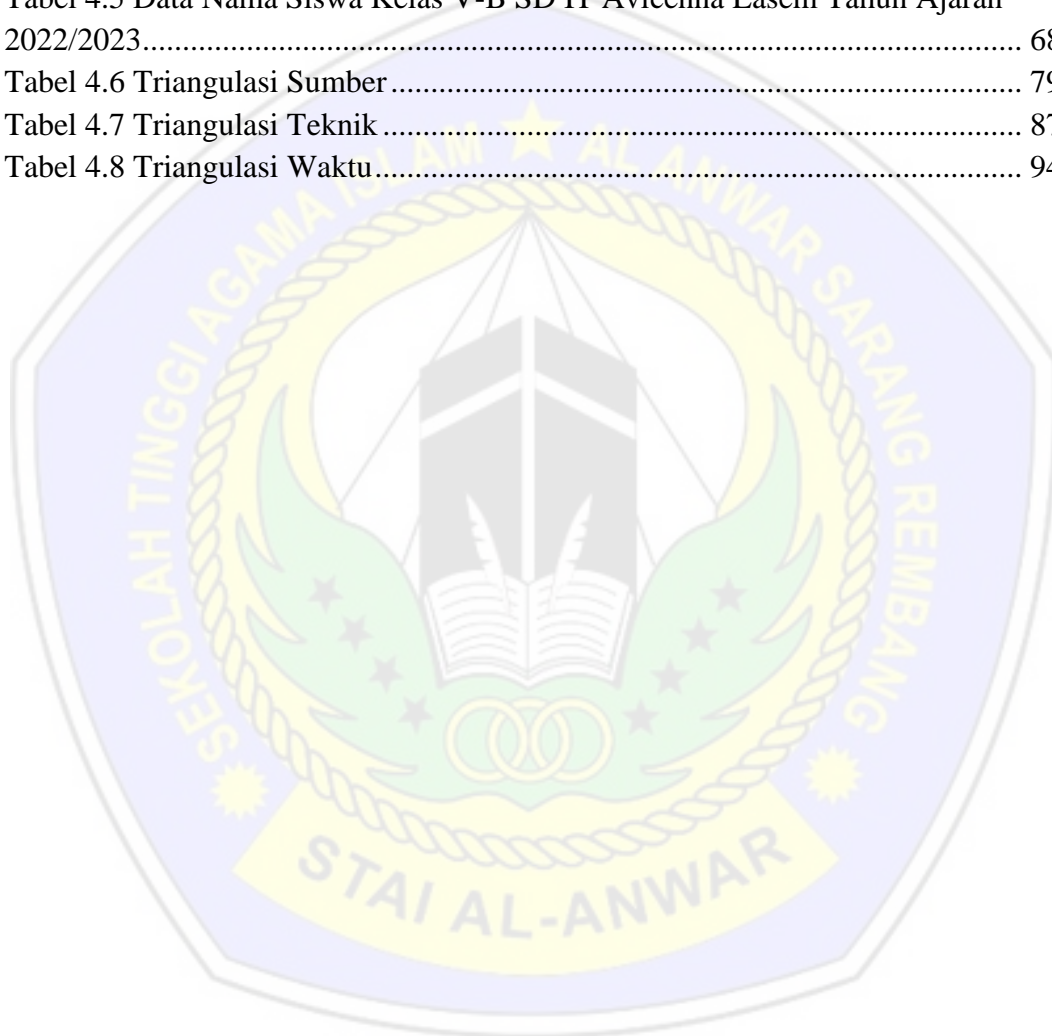 Tabel 4.5 Data Nama Siswa Kelas V-B SD IT Avicenna Lasem Tahun Ajaran
2022/2023.......................................................................................................... 68
Tabel 4.6 Triangulasi Sumber............................................................................ 79
Tabel 4.7 Triangulasi Teknik............................................................................. 87
Tabel 4.8 Triangulasi Waktu.............................................................................. 94
SEKOLAH TINGGI AGAMA ISLAM AL ANWAR SARANG REMBANG
STAI AL-ANWAR